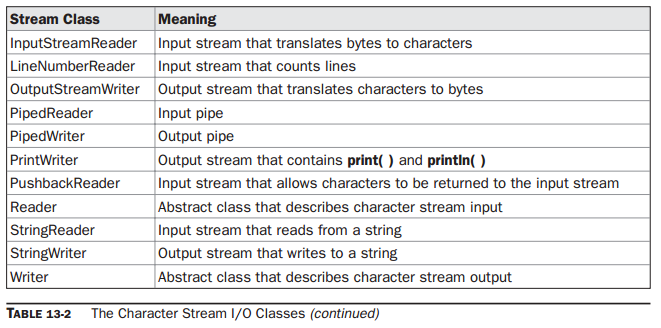 Stream Class Meaning
InputStreamReader Input stream that translates bytes to characters
LineNumberReader Input stream that counts lines
OutputStreamWriter Output stream that translates characters to bytes
PipedReader Input pipe
PipedWriter Output pipe
PrintWriter Output stream that contains print( ) and println( )
PushbackReader Input stream that allows characters to be returned to the input stream
Reader Abstract class that describes character stream input
StringReader Input stream that reads from a string
StringWriter Output stream that writes to a string
Writer Abstract class that describes character stream output
TABLE 13-2 The Character Stream I/O Classes (continued)